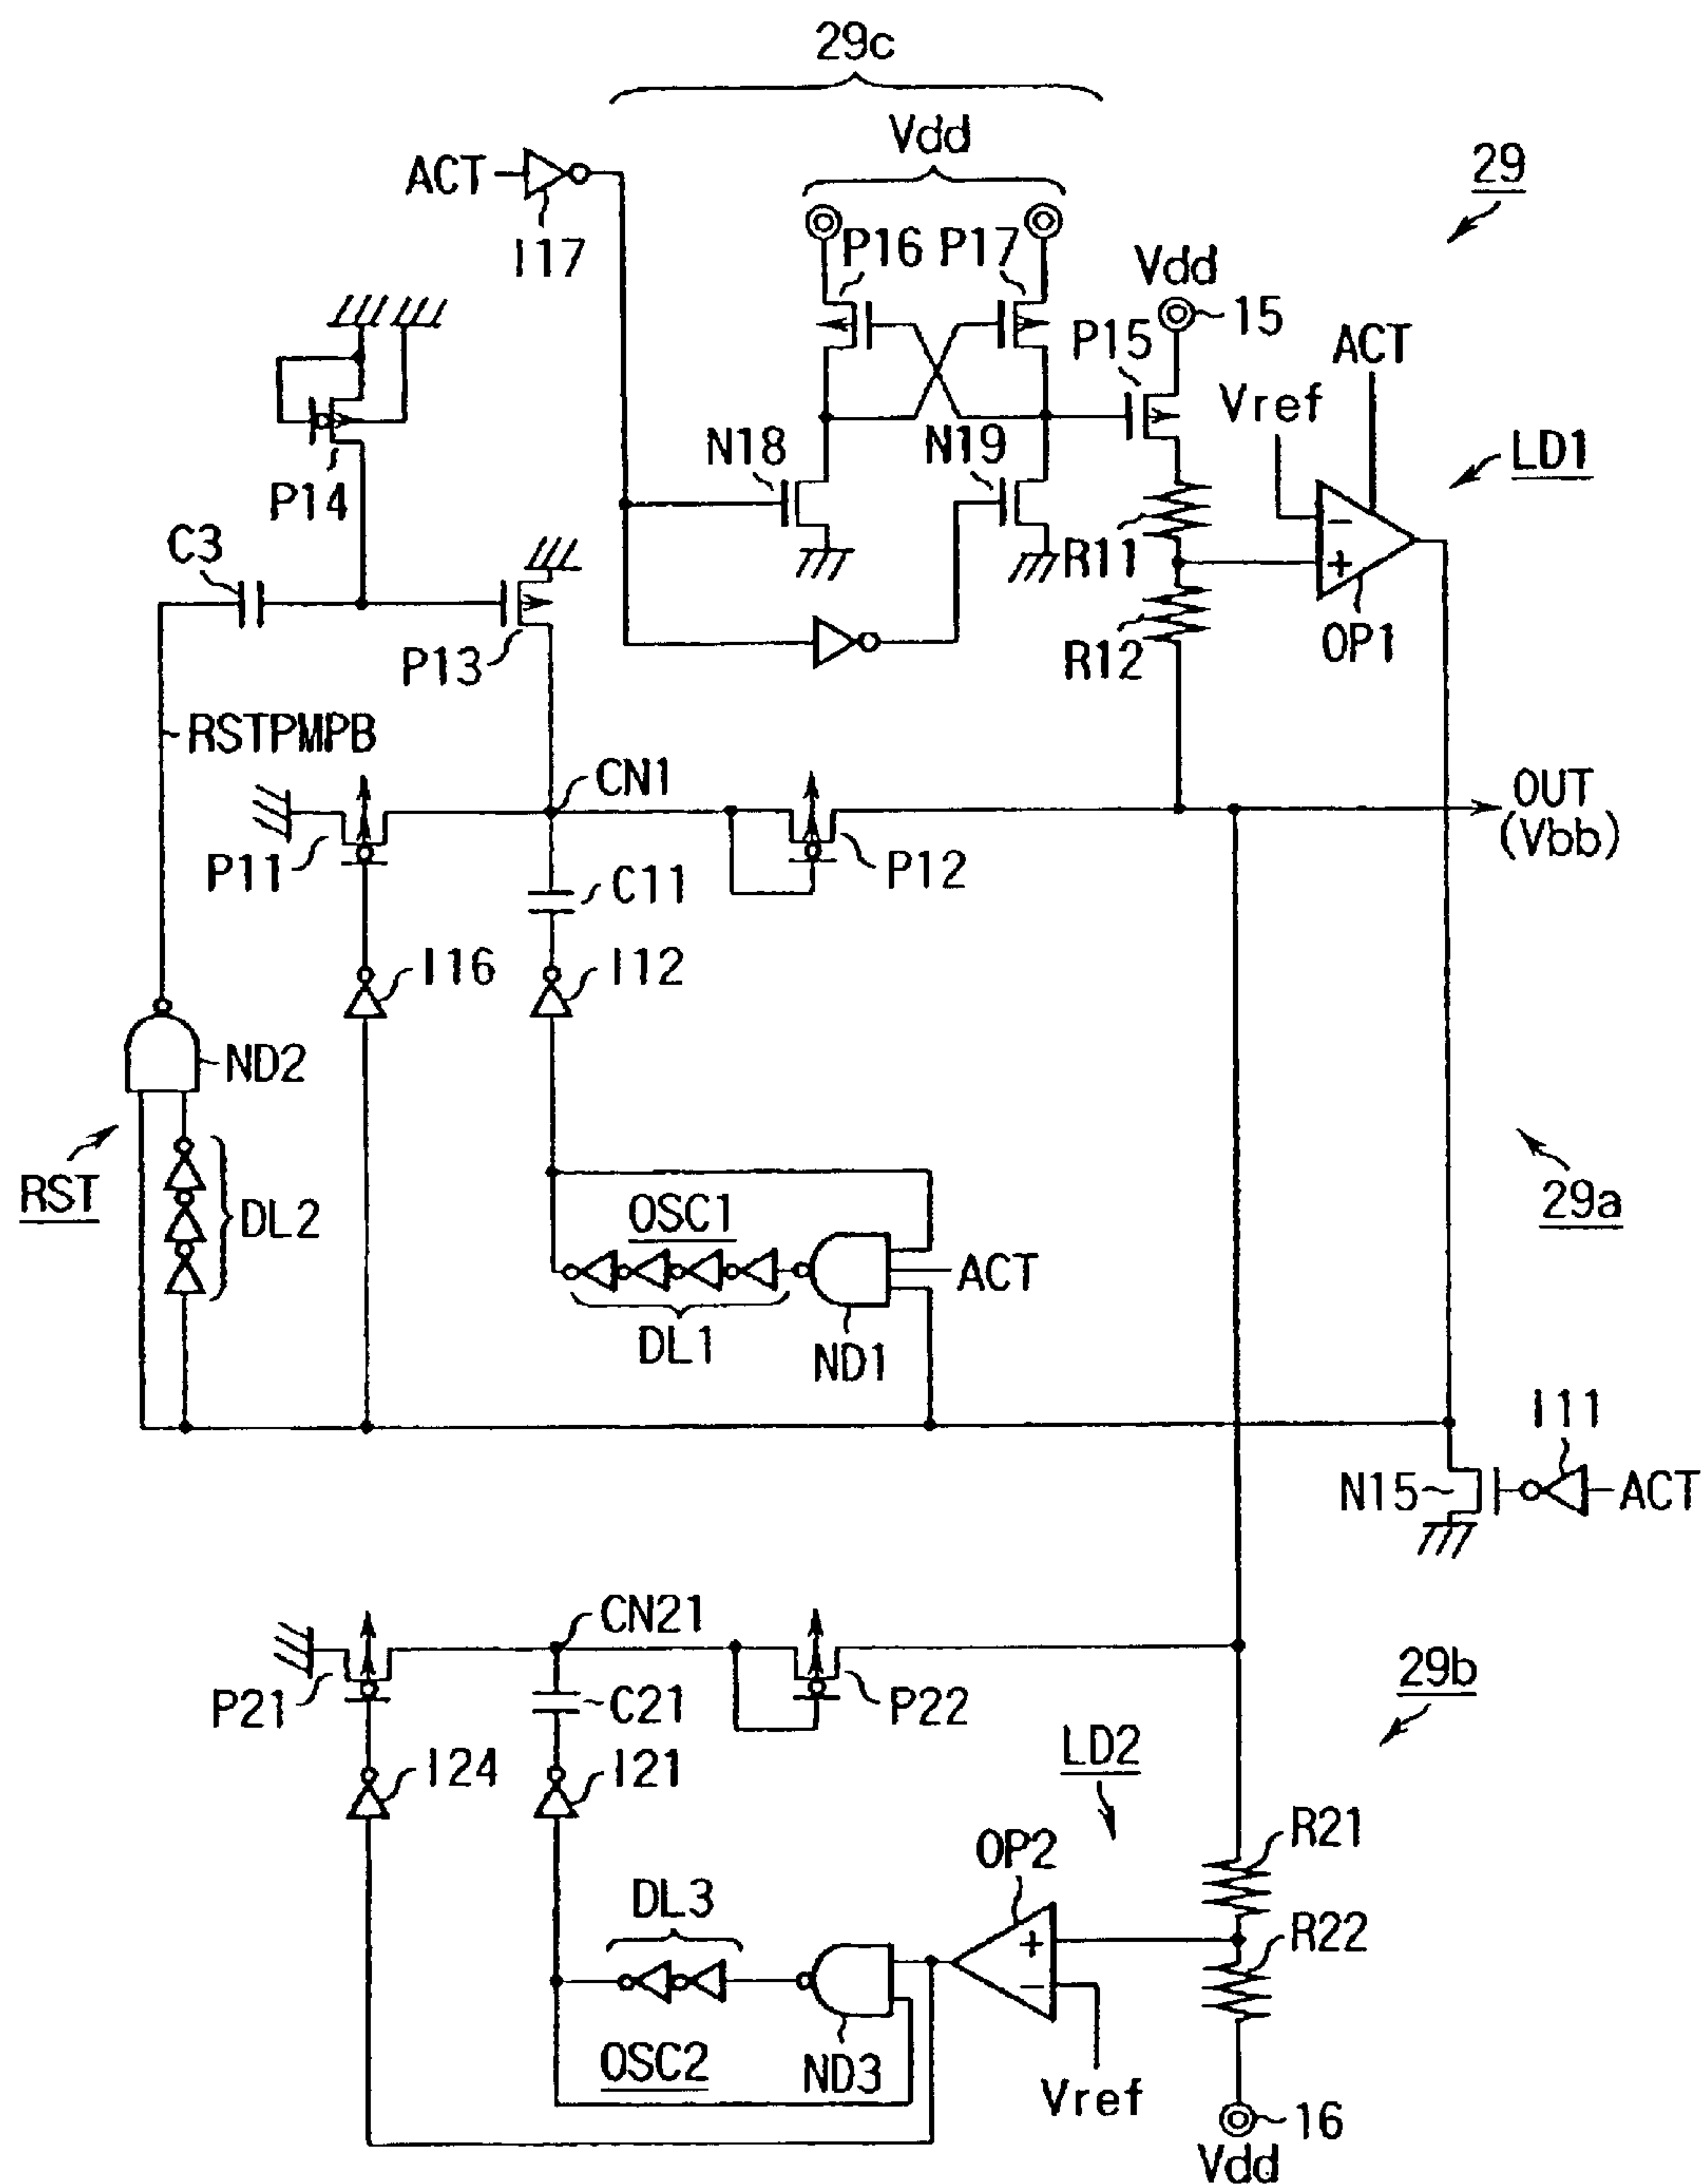 29c
Vdd
29
ACT
I17
P16
P17
Vdd
15
P15
ACT
Vref
LD1
P14
N18
N19
C3
R11
OP1
P13
R12
RSTPMPB
CN1
OUT
(Vbb)
P11
P12
C11
I16
I12
ND2
RST
DL2
OSC1
ACT
29a
DL1
ND1
I11
N15
ACT
CN21
29b
P21
C21
P22
LD2
I24
I21
R21
OP2
DL3
R22
OSC2
ND3
Vref
16
Vdd